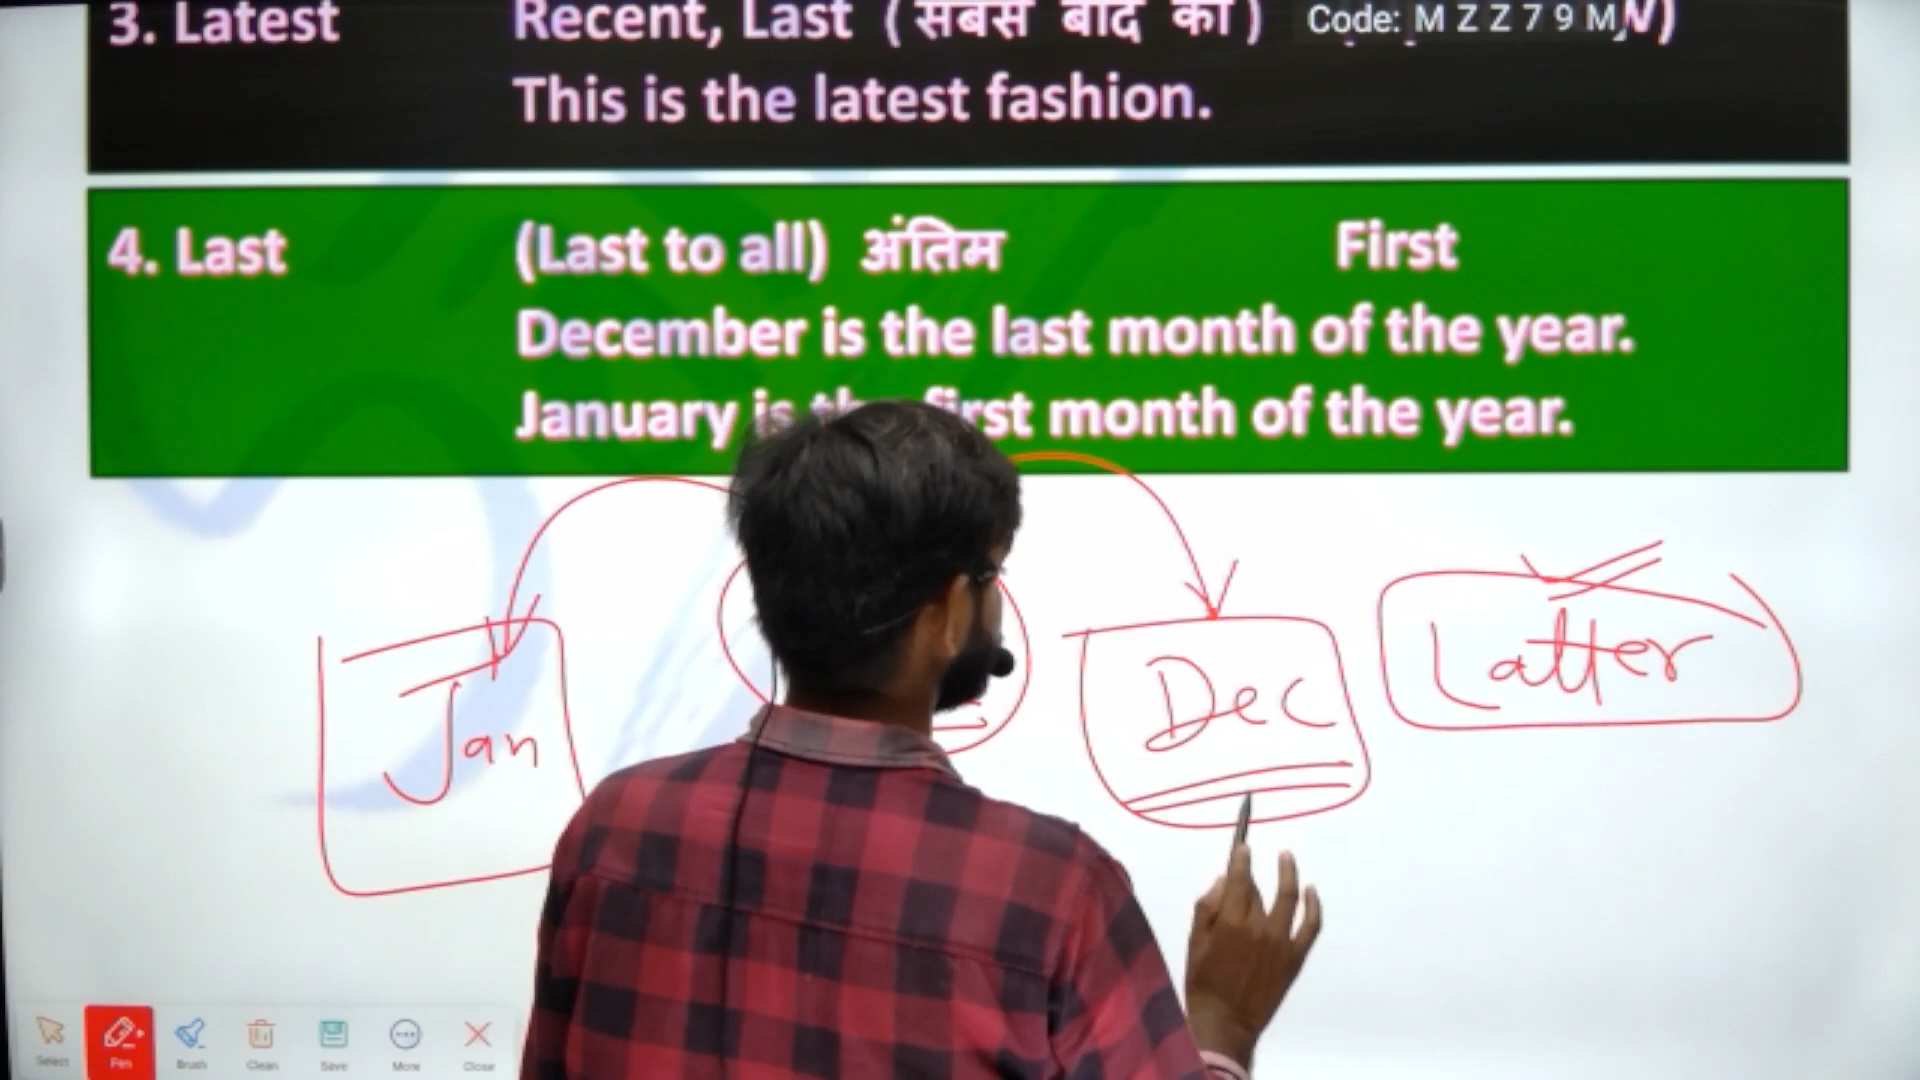 3. Latest Recent, Last (सबसे बाद का) Code: M Z Z 7 9 M
This is the latest fashion.
4. Last (Last to all) अंतिम First
December is the last month of the year.
January is first month of the year.
Jan Dec Latter
Select Pen Brush Clean Save More Close